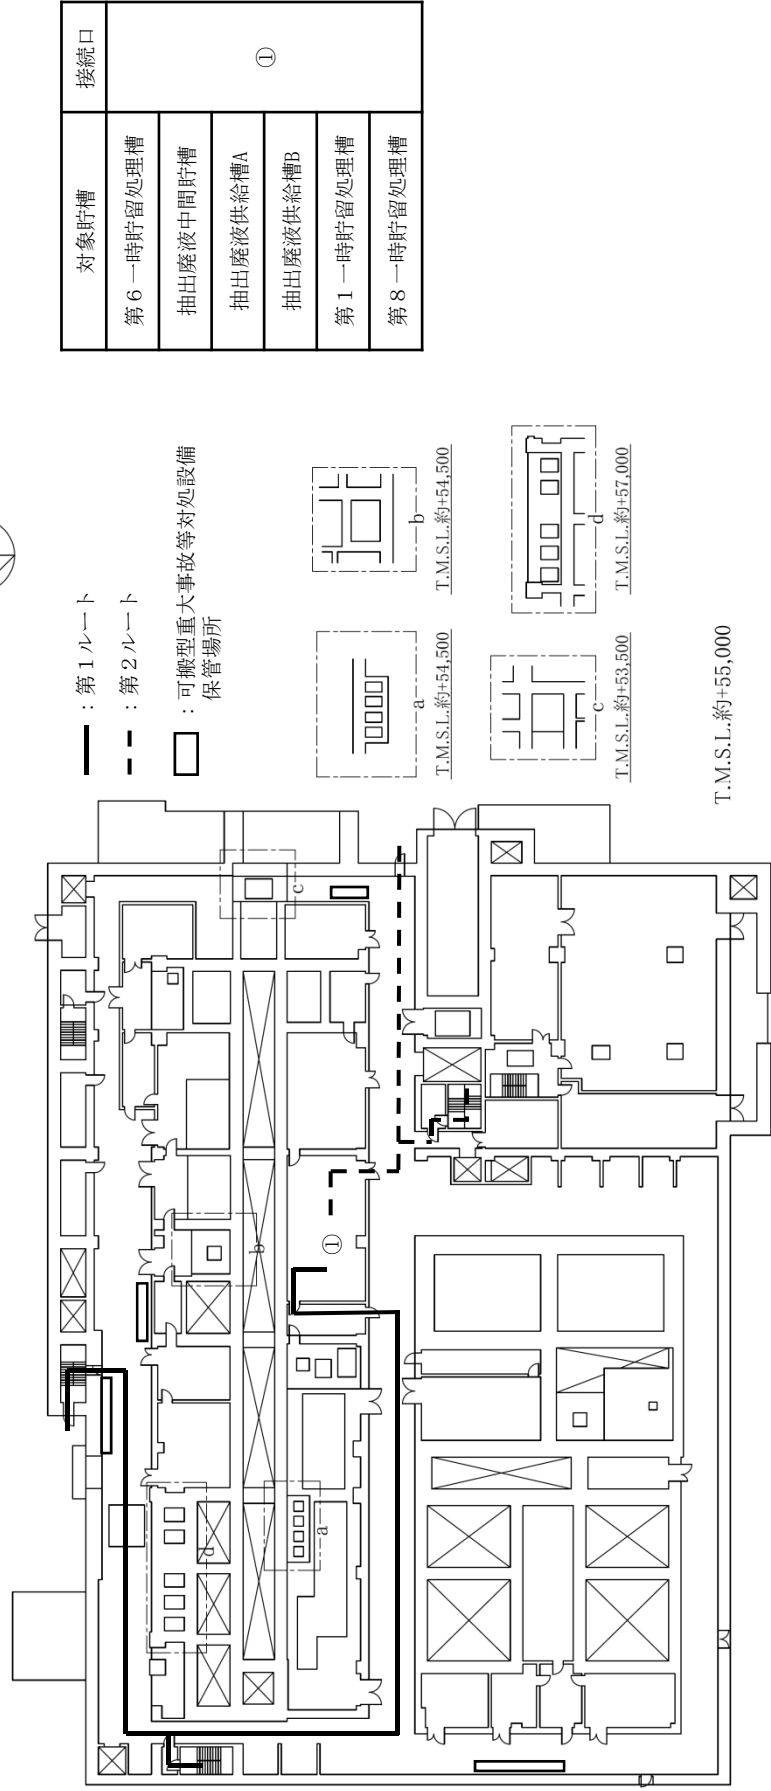 対象貯槽
接続口
第6一時貯留処理槽
①
抽出廃液中間貯槽
抽出廃液供給槽A
抽出廃液供給槽B
第1一時貯留処理槽
第8一時貯留処理槽
:第1ルート
:第2ルート
:可搬型重大事故等対処設備
保管場所
a
T.M.S.L.約+54,500
b
T.M.S.L.約+54,500
c
T.M.S.L.約+53,500
d
T.M.S.L.約+57,000
T.M.S.L.約+55,000
c
b
①
d
a